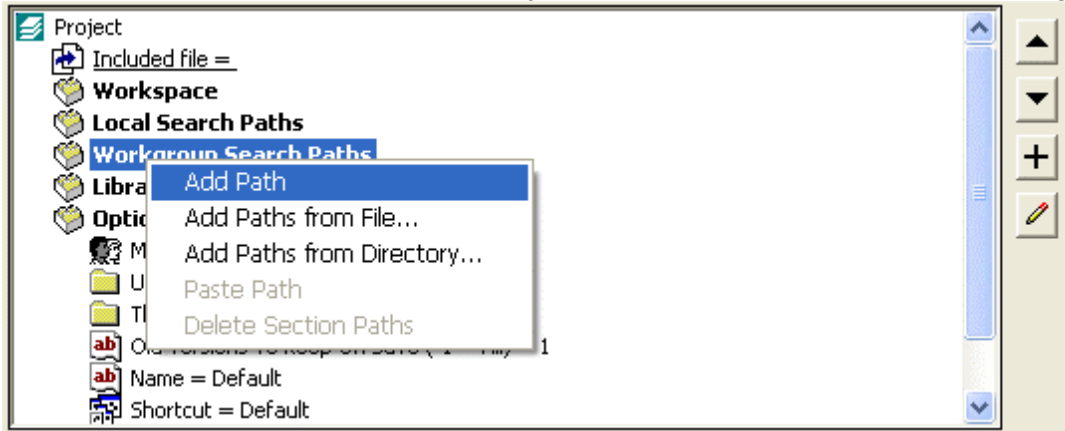 Project
Included file =
Workspace
Local Search Paths
Workgroup Search Paths
Add Path
Add Paths from File...
Add Paths from Directory...
Paste Path
Delete Section Paths
Name = Default
Shortcut = Default